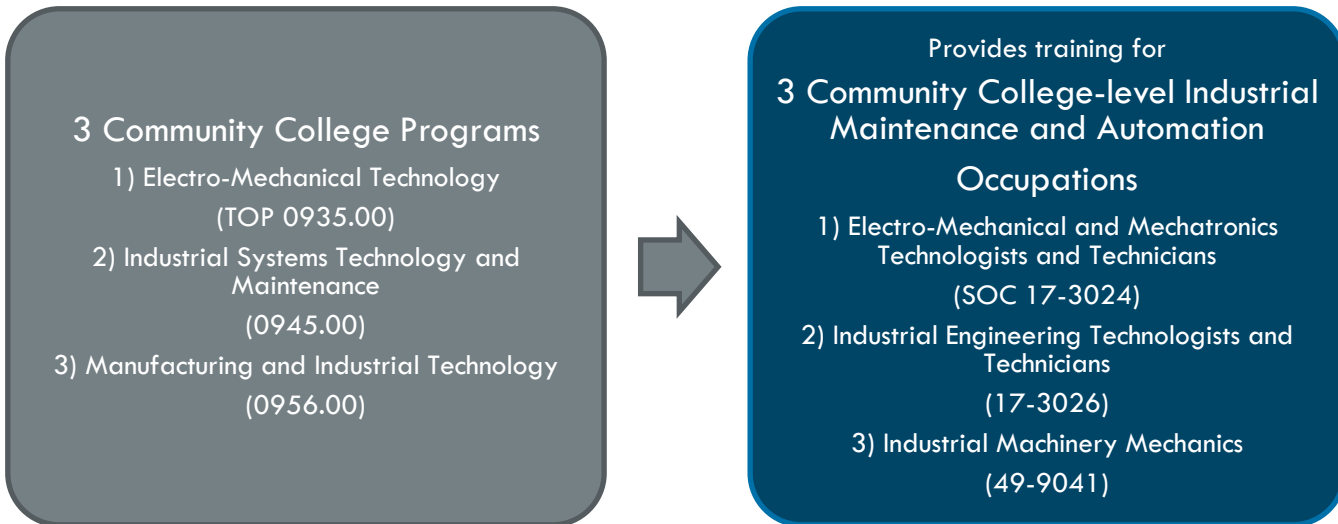 3 Community College Programs
1) Electro-Mechanical Technology
(TOP 0935.00)
2) Industrial Systems Technology and
Maintenance
(0945.00)
3) Manufacturing and Industrial Technology
(0956.00)
Provides training for
3 Community College-level Industrial
Maintenance and Automation
Occupations
1) Electro-Mechanical and Mechatronics
Technologists and Technicians
(SOC 17-3024)
2) Industrial Engineering Technologists and
Technicians
(17-3026)
3) Industrial Machinery Mechanics
(49-9041)